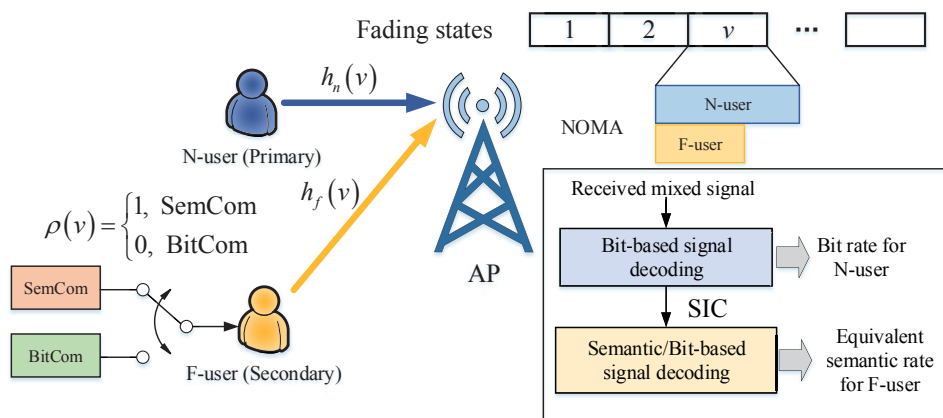 Fading states
1 2 v ...
h_n(v)
N-user
NOMA
F-user
N-user (Primary)
h_f(v)
ρ(v) = { 1, SemCom
0, BitCom
AP
SemCom
BitCom
F-user (Secondary)
Received mixed signal
Bit-based signal
decoding
Bit rate for
N-user
SIC
Semantic/Bit-based
signal decoding
Equivalent
semantic rate
for F-user